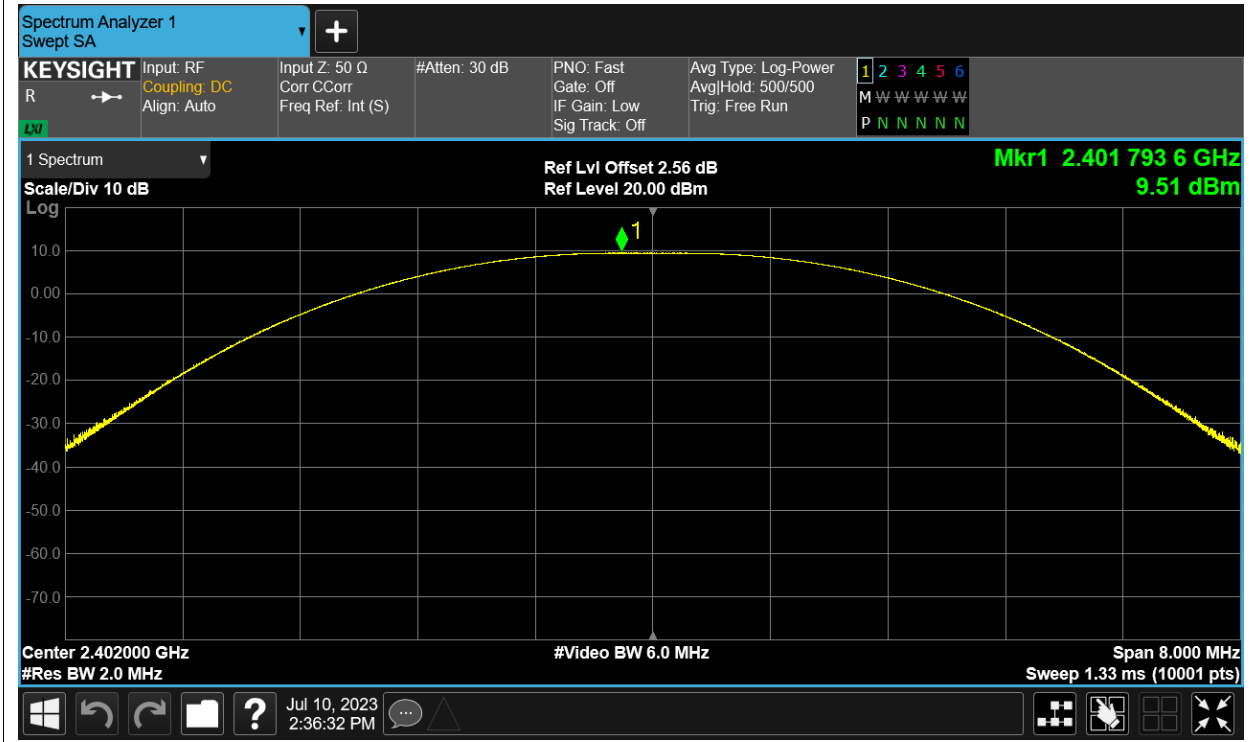 Spectrum Analyzer 1
Swept SA
+
KEYSIGHT
R
LXI
Input: RF
Coupling: DC
Align: Auto
Input Z: 50 Ω
Corr CCorr
Freq Ref: Int (S)
#Atten: 30 dB
PNO: Fast
Gate: Off
IF Gain: Low
Sig Track: Off
Avg Type: Log-Power
Avg|Hold: 500/500
Trig: Free Run
1 2 3 4 5 6
M W W W W W
P N N N N N
1 Spectrum
Scale/Div 10 dB
Log
Ref Lvl Offset 2.56 dB
Ref Level 20.00 dBm
Mkr1 2.401 793 6 GHz
9.51 dBm
1
10.0
0.00
-10.0
-20.0
-30.0
-40.0
-50.0
-60.0
-70.0
Center 2.402000 GHz
#Res BW 2.0 MHz
#Video BW 6.0 MHz
Span 8.000 MHz
Sweep 1.33 ms (10001 pts)
?
Jul 10, 2023
2:36:32 PM